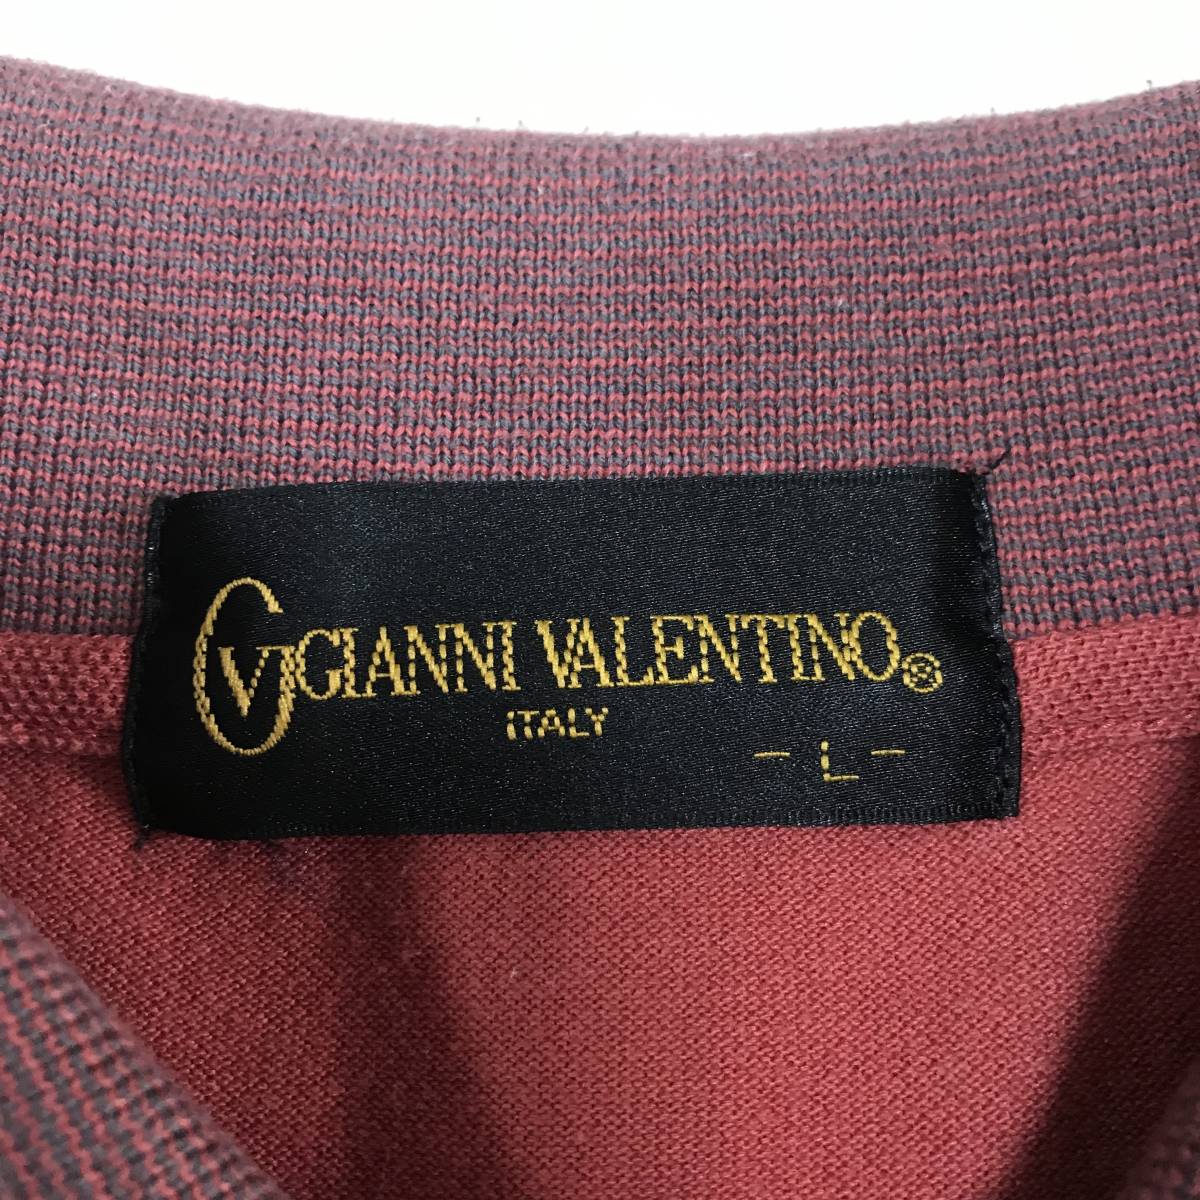 GV GIANNI VALENTINO®
ITALY
- L -